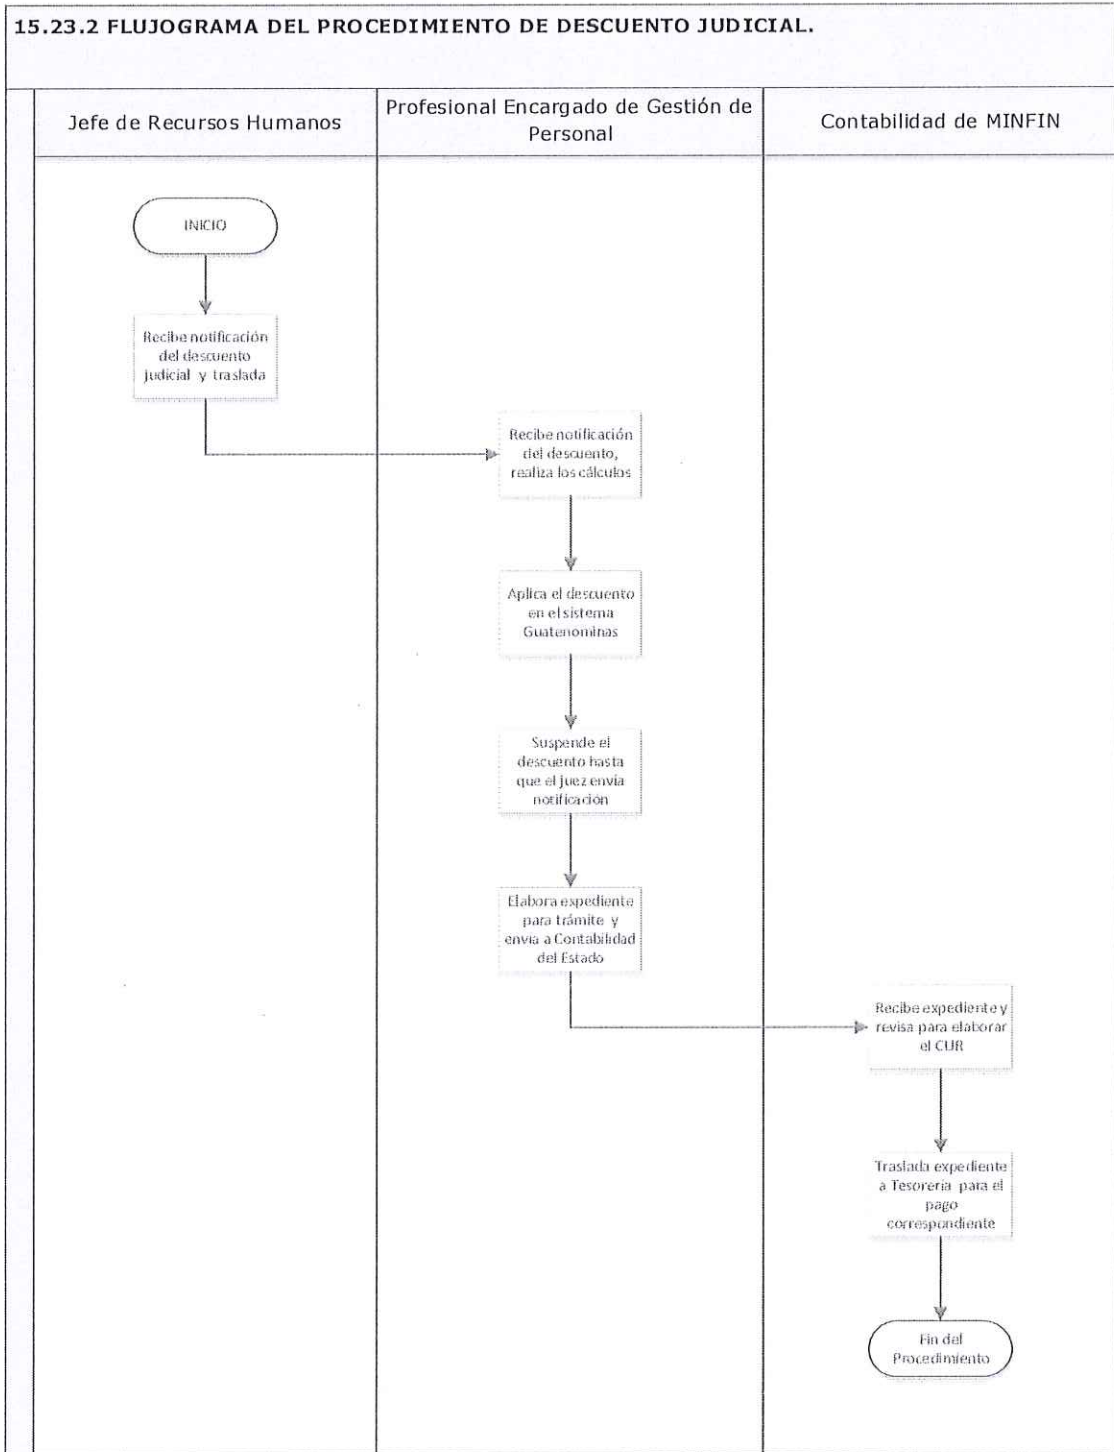 15.23.2 FLUJOGRAMA DEL PROCEDIMIENTO DE DESCUENTO JUDICIAL.
Jefe de Recursos Humanos
Profesional Encargado de Gestión de
Personal
Contabilidad de MINFIN
INICIO
Recibe notificación
del descuento
judicial y traslada
Recibe notificación
del descuento,
realiza los cálculos
Aplica el descuento
en el sistema
Guatenominas
Suspende el
descuento hasta
que el juez envía
notificación
Elabora expediente
para trámite y
envía a Contabilidad
del Estado
Recibe expediente y
revisa para elaborar
el CUR
Traslada expediente
a Tesorería para el
pago
correspondiente
Fin del
Procedimiento